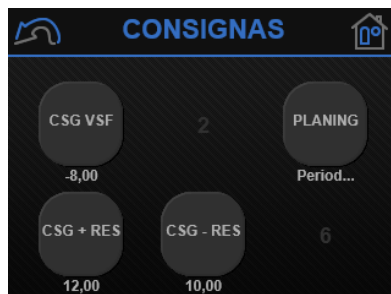 CONSIGNAS
CSG VSF
2
PLANING
-8,00
Period...
CSG + RES
CSG - RES
6
12,00
10,00